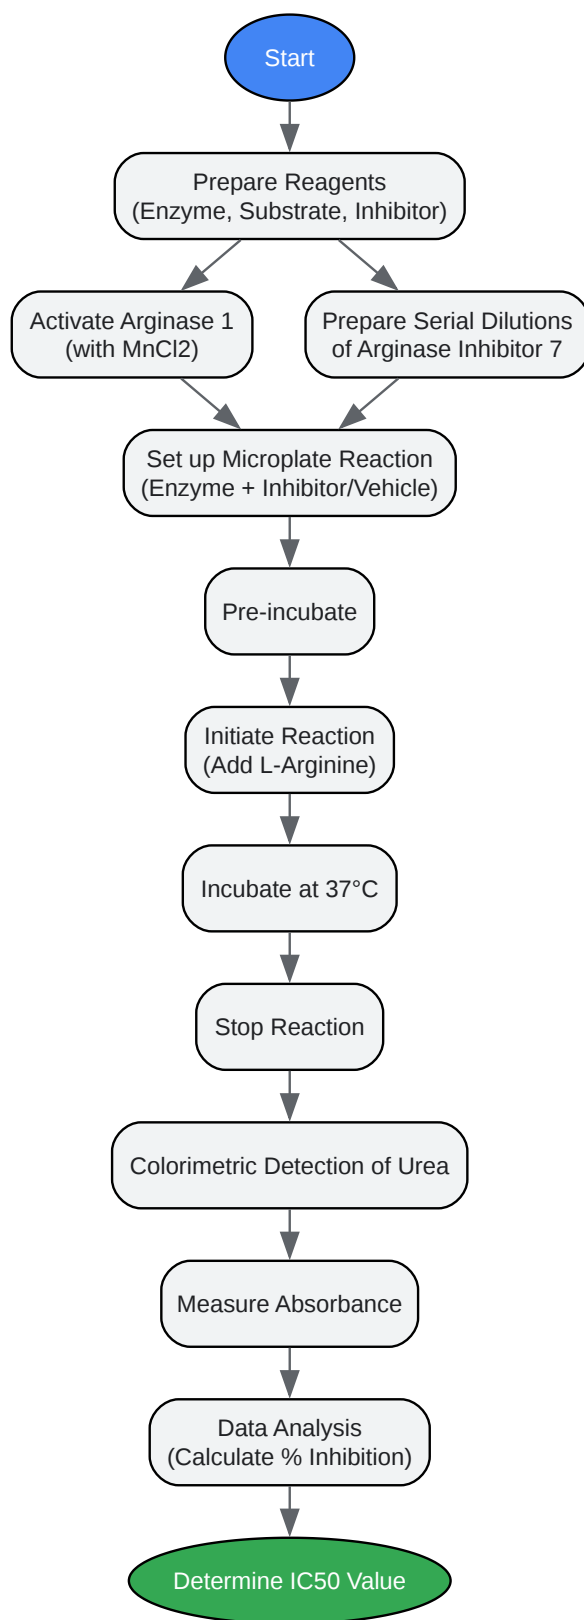 Start
Prepare Reagents
(Enzyme, Substrate, Inhibitor)
Activate Arginase 1
(with MnCl2)
Prepare Serial Dilutions
of Arginase Inhibitor 7
Set up Microplate Reaction
(Enzyme + Inhibitor/Vehicle)
Pre-incubate
Initiate Reaction
(Add L-Arginine)
Incubate at 37°C
Stop Reaction
Colorimetric Detection of Urea
Measure Absorbance
Data Analysis
(Calculate % Inhibition)
Determine IC50 Value